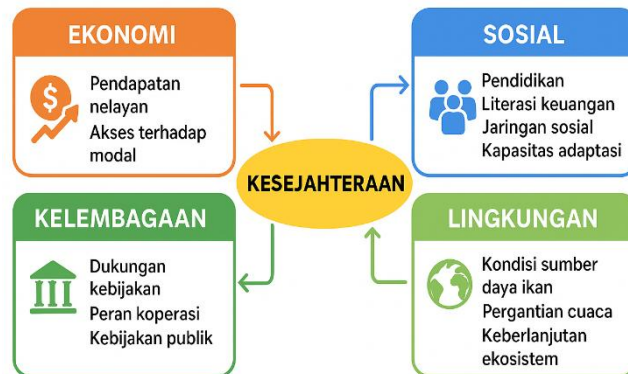 EKONOMI
$
Pendapatan
nelayan
Akses terhadap
modal
SOSIAL
Pendidikan
Literasi keuangan
Jaringan sosial
Kapasitas adaptasi
KESEJAHTERAAN
KELEMBAGAAN
Dukungan
kebijakan
Peran koperasi
Kebijakan publik
LINGKUNGAN
Kondisi sumber
daya ikan
Pergantian cuaca
Keberlanjutan
ekosistem